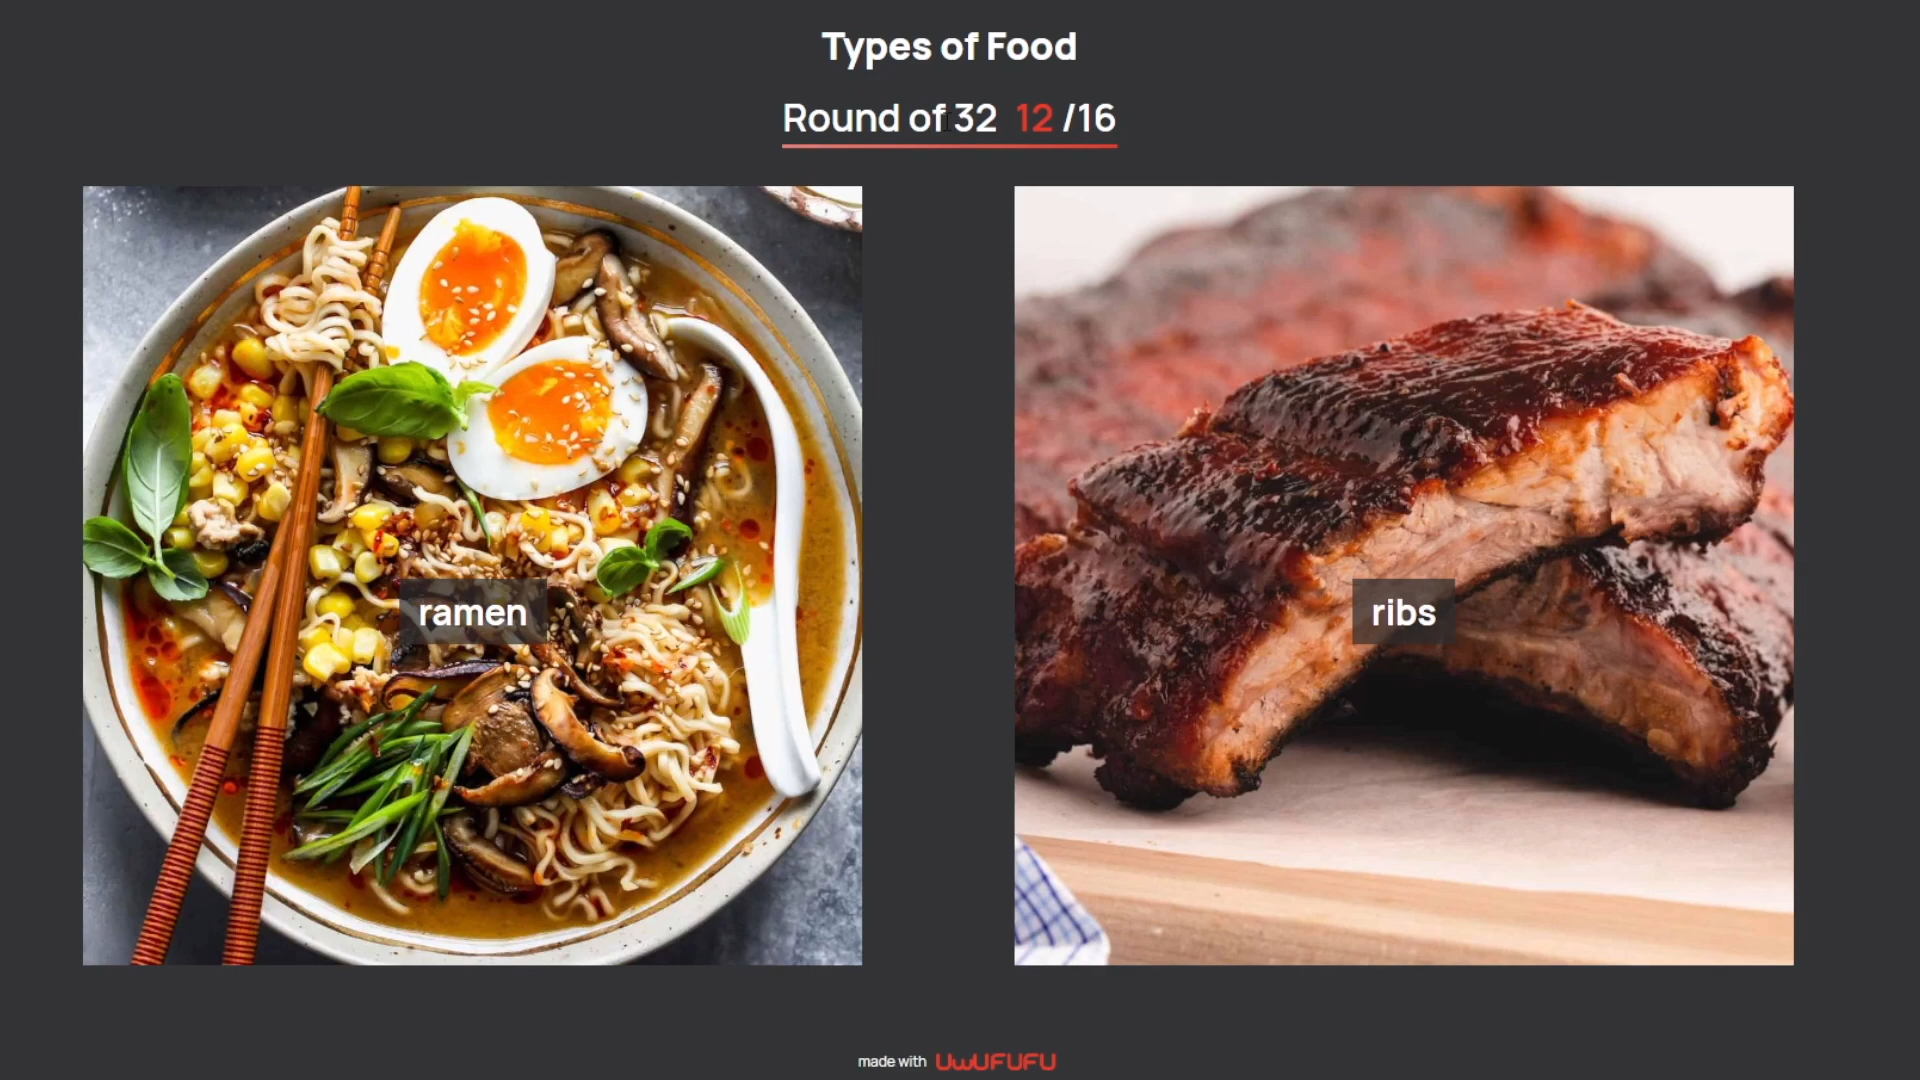 Types of Food
Round of 32 12 /16
ramen
ribs
made with UwUFUFU